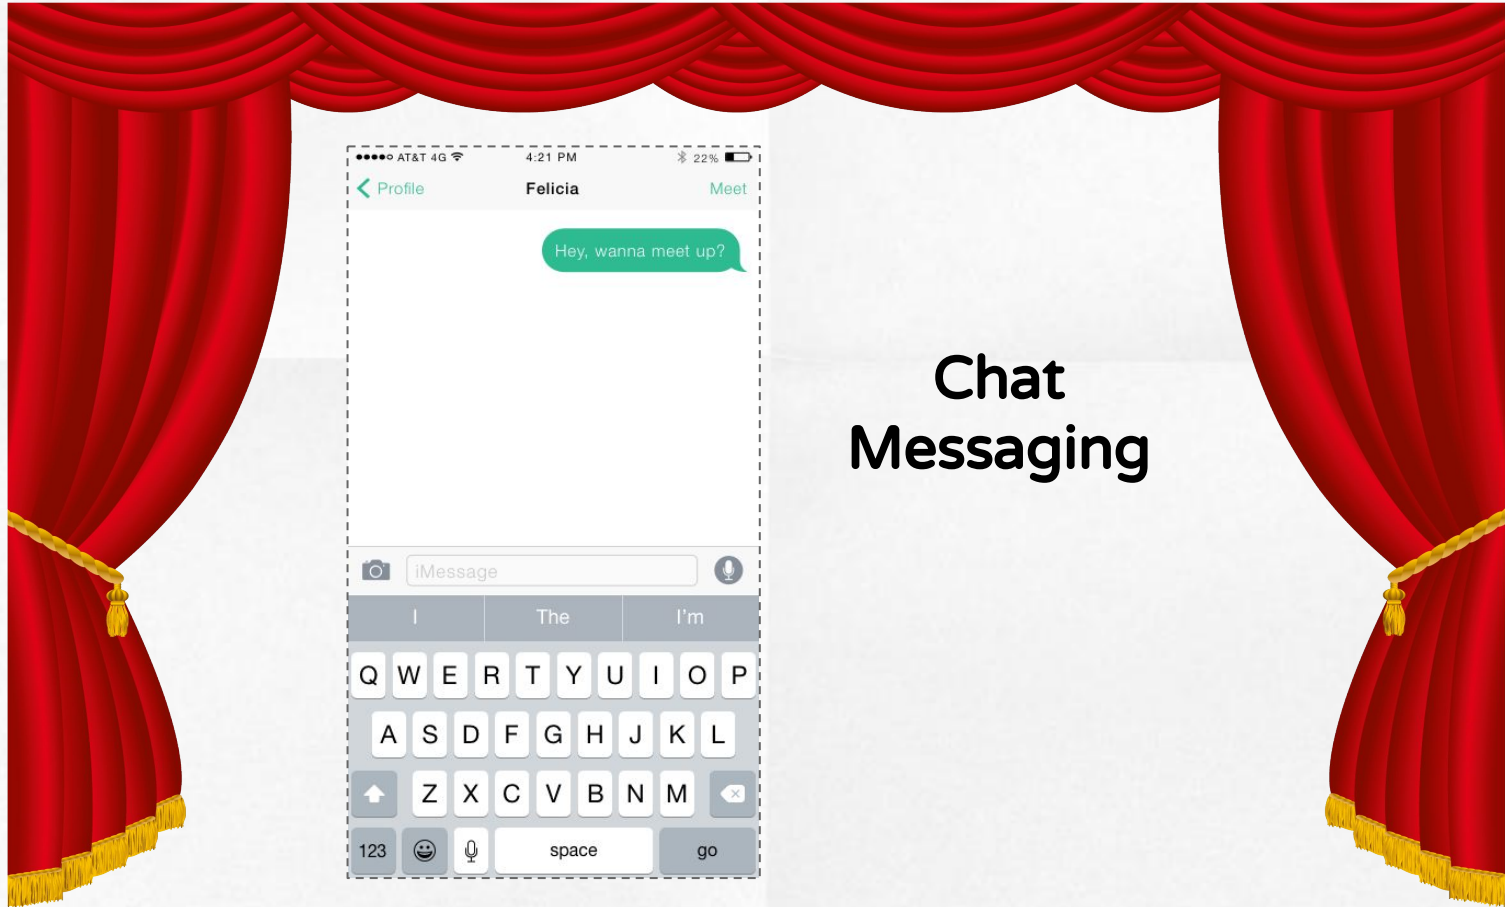 AT&T 4G 4:21 PM 22%
Profile Felicia Meet
Hey, wanna meet up?
Chat
Messaging
iMessage
I The I'm
Q W E R T Y U I O P
A S D F G H J K L
Z X C V B N M
123 space go